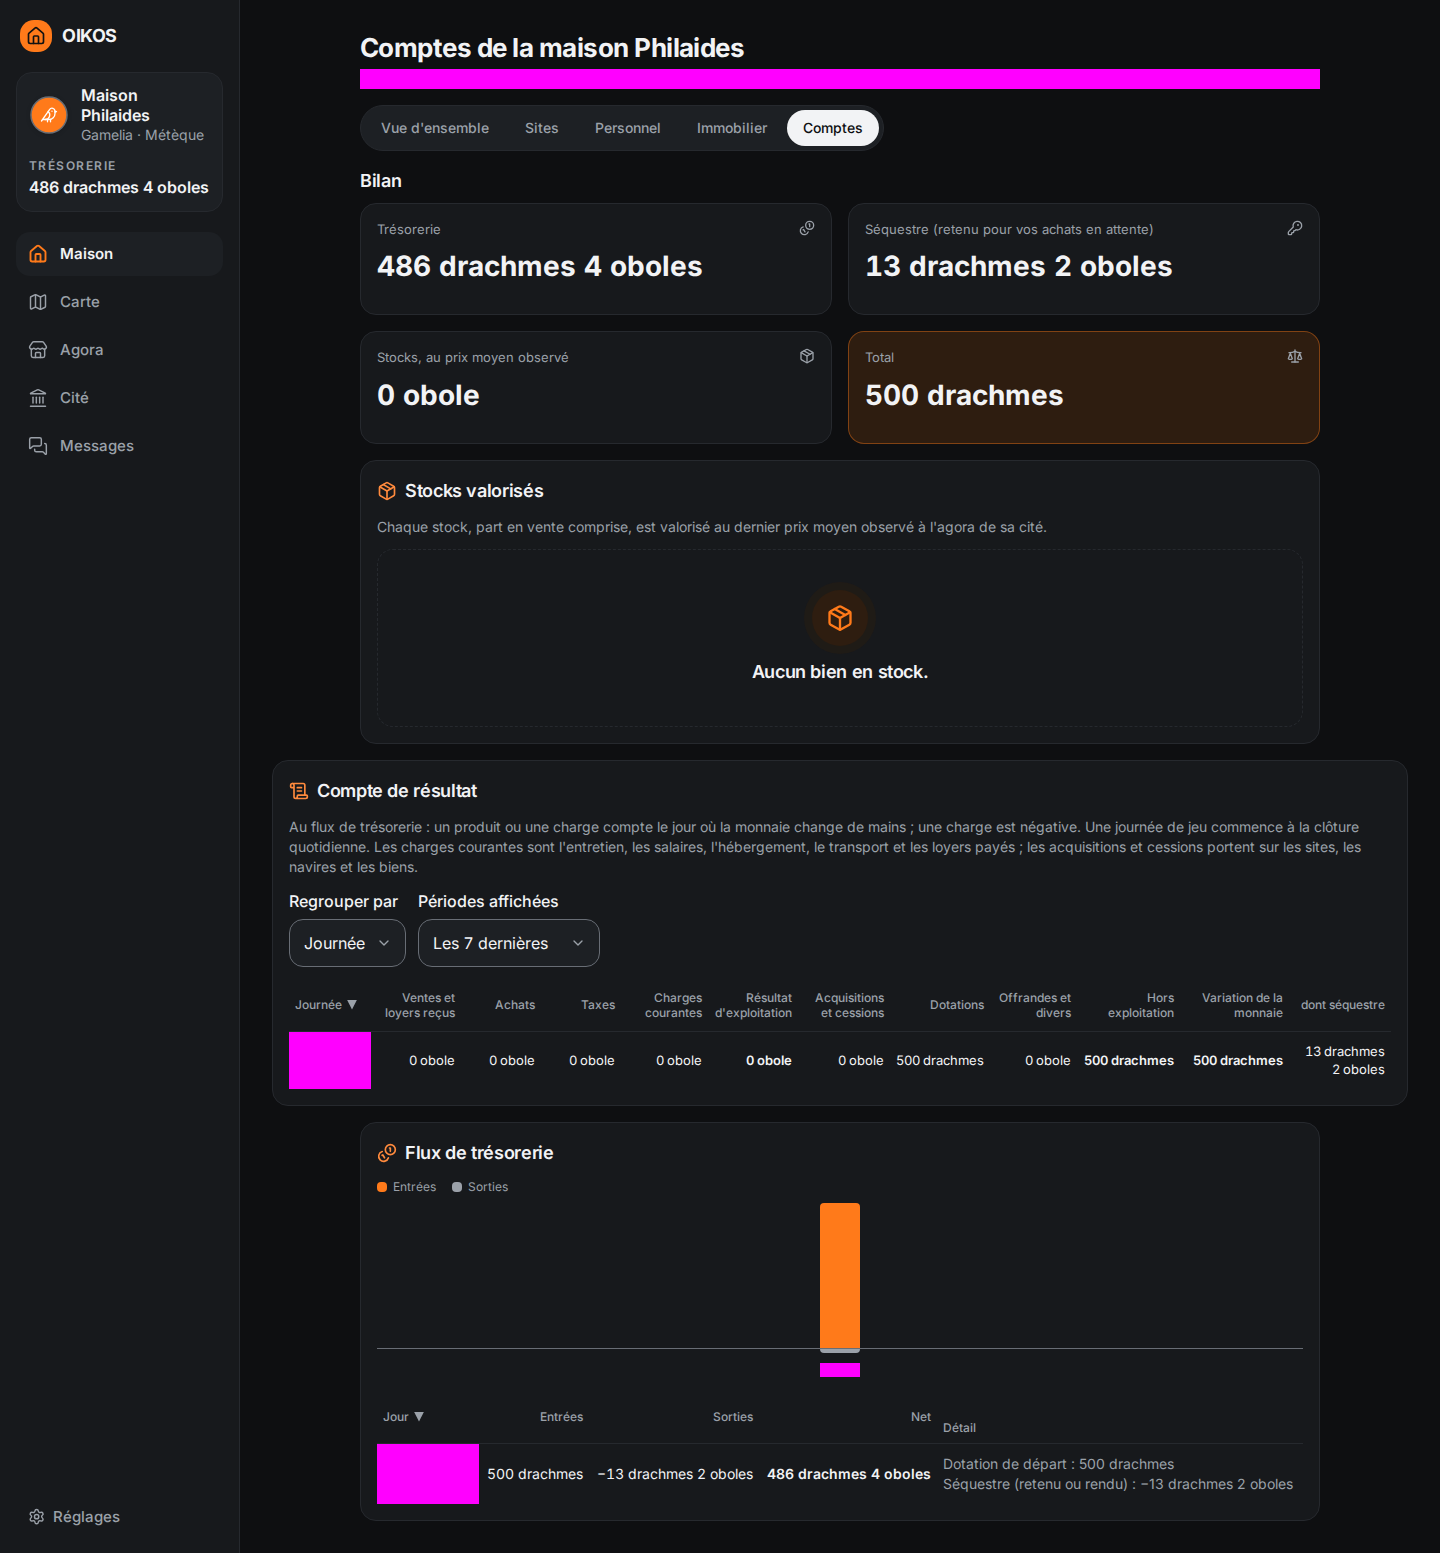 OIKOS
Maison
Philaides
Gamelia · Métèque
TRÉSORERIE
486 drachmes 4 oboles
Maison
Carte
Agora
Cité
Messages
Réglages
Comptes de la maison Philaides
Vue d'ensemble
Sites
Personnel
Immobilier
Comptes
Bilan
Trésorerie
486 drachmes 4 oboles
Séquestre (retenu pour vos achats en attente)
13 drachmes 2 oboles
Stocks, au prix moyen observé
0 obole
Total
500 drachmes
Stocks valorisés
Chaque stock, part en vente comprise, est valorisé au dernier prix moyen observé à l'agora de sa cité.
Aucun bien en stock.
Compte de résultat
Au flux de trésorerie : un produit ou une charge compte le jour où la monnaie change de mains ; une charge est négative. Une journée de jeu commence à la clôture
quotidienne. Les charges courantes sont l'entretien, les salaires, l'hébergement, le transport et les loyers payés ; les acquisitions et cessions portent sur les sites, les
navires et les biens.
Regrouper par
Périodes affichées
Journée
Les 7 dernières
Journée ▼
Ventes et
loyers reçus
Achats
Taxes
Charges
courantes
Résultat
d'exploitation
Acquisitions
et cessions
Dotations
Offrandes et
divers
Hors
exploitation
Variation de la
monnaie
dont séquestre
0 obole
0 obole
0 obole
0 obole
0 obole
0 obole
500 drachmes
0 obole
500 drachmes
500 drachmes
13 drachmes
2 oboles
Flux de trésorerie
Entrées
Sorties
Jour ▼
Entrées
Sorties
Net
Détail
500 drachmes
−13 drachmes 2 oboles
486 drachmes 4 oboles
Dotation de départ : 500 drachmes
Séquestre (retenu ou rendu) : −13 drachmes 2 oboles